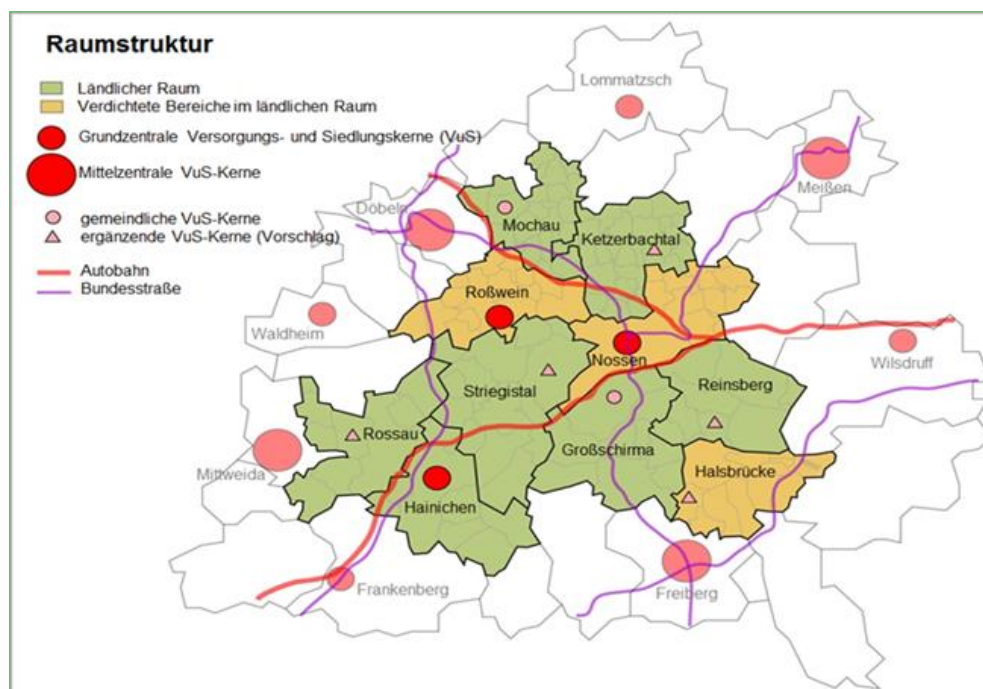 Raumstruktur
Ländlicher Raum
Verdichtete Bereiche im ländlichen Raum
Grundzentrale Versorgungs- und Siedlungskerne (VuS)
Mittelzentrale VuS-Kerne
gemeindliche VuS-Kerne
ergänzende VuS-Kerne (Vorschlag)
Autobahn
Bundesstraße
Lommatzsch
Meißen
Döbeln
Mochau
Ketzerbachtal
Roßwein
Waldheim
Nossen
Wilsdruff
Striegistal
Reinsberg
Rossau
Großschirma
Halsbrücke
Mittweida
Hainichen
Frankenberg
Freiberg